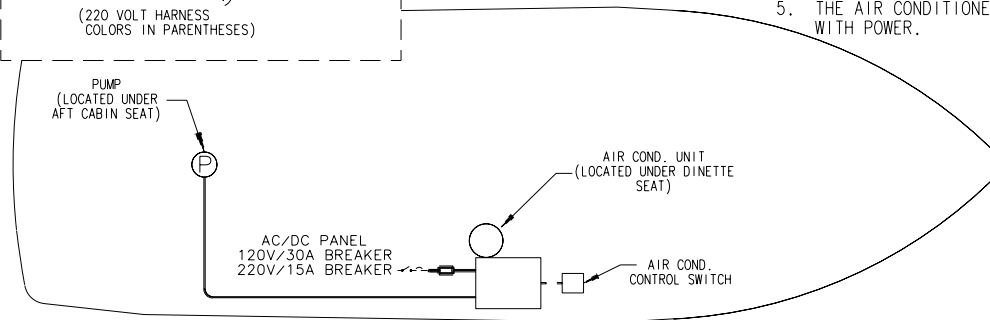 (220 VOLT HARNESS
COLORS IN PARENTHESES)
5. THE AIR CONDITIONE
WITH POWER.
PUMP
(LOCATED UNDER
AFT CABIN SEAT)
P
AIR COND. UNIT
(LOCATED UNDER DINETTE
SEAT)
AC/DC PANEL
120V/30A BREAKER
220V/15A BREAKER
AIR COND.
CONTROL SWITCH